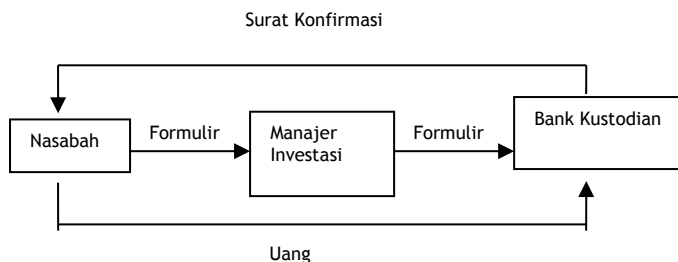 Surat Konfirmasi
Nasabah
Formulir
Manajer
Investasi
Formulir
Bank Kustodian
Uang